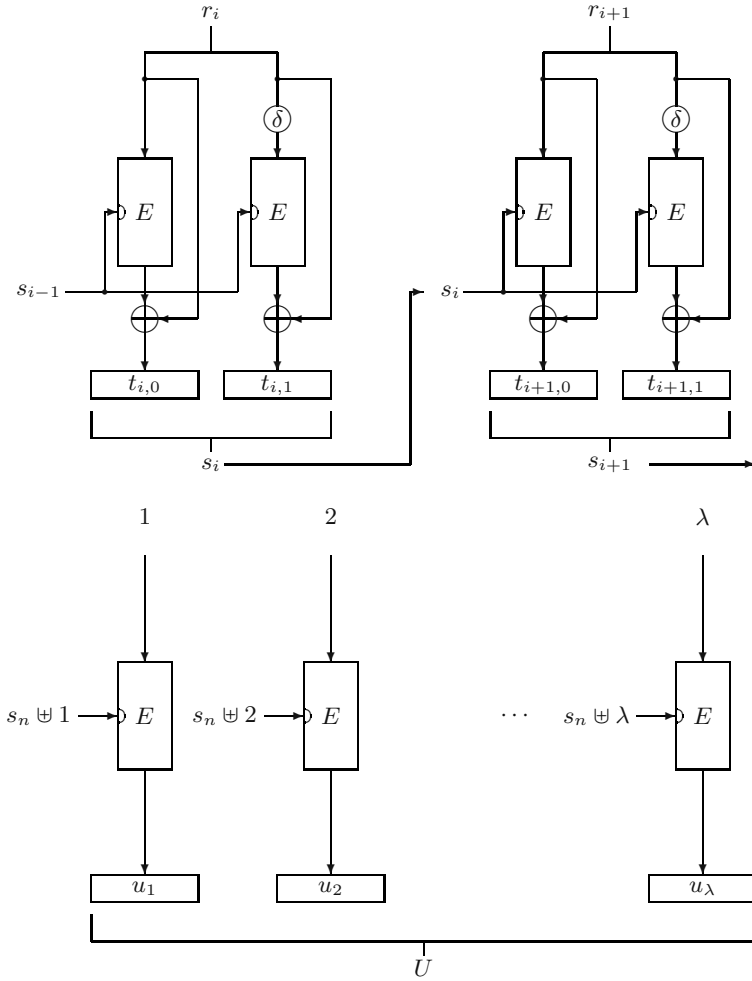 r_i r_{i+1}
δ δ
E E E E
s_{i−1} s_i
t_{i,0} t_{i,1} t_{i+1,0} t_{i+1,1}
s_i s_{i+1}
1 2 λ
s_n ⊎ 1 E s_n ⊎ 2 E ⋯ s_n ⊎ λ E
u_1 u_2 u_λ
U